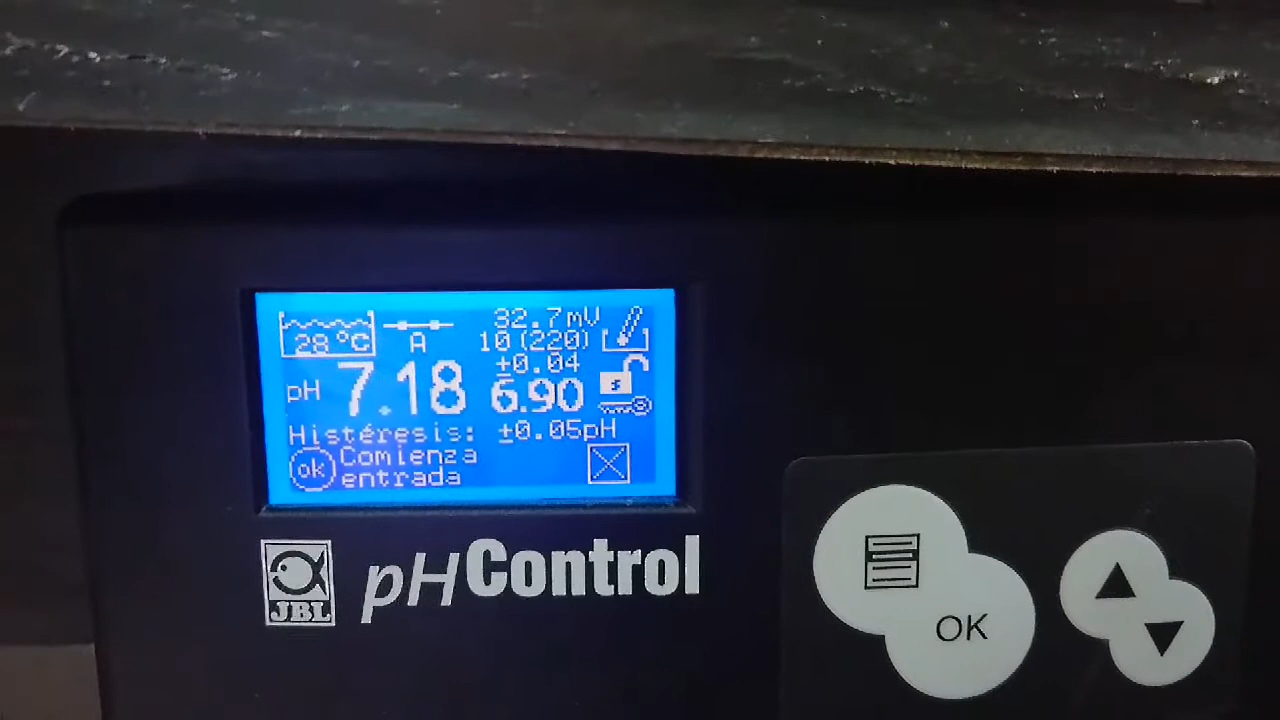 28 °C
A
32.7mV
10(220)
±0.04
pH 7.18 6.90
Histéresis: ±0.05pH
ok Comienza
entrada
JBL
pHControl
OK